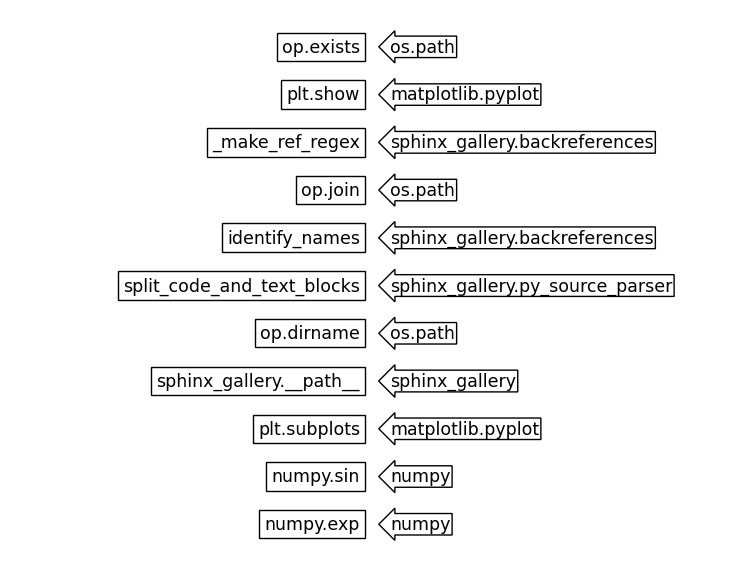 op.exists os.path
plt.show matplotlib.pyplot
_make_ref_regex sphinx_gallery.backreferences
op.join os.path
identify_names sphinx_gallery.backreferences
split_code_and_text_blocks sphinx_gallery.py_source_parser
op.dirname os.path
sphinx_gallery.__path__ sphinx_gallery
plt.subplots matplotlib.pyplot
numpy.sin numpy
numpy.exp numpy